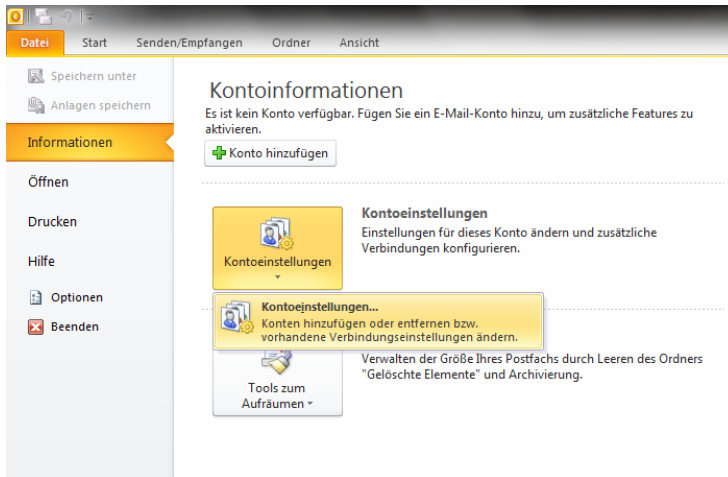 Datei Start Senden/Empfangen Ordner Ansicht
Speichern unter
Anlagen speichern
Informationen
Öffnen
Drucken
Hilfe
Optionen
Beenden
Kontoinformationen
Es ist kein Konto verfügbar. Fügen Sie ein E-Mail-Konto hinzu, um zusätzliche Features zu
aktivieren.
Konto hinzufügen
Kontoeinstellungen
Kontoeinstellungen
Einstellungen für dieses Konto ändern und zusätzliche
Verbindungen konfigurieren.
Kontoeinstellungen...
Konten hinzufügen oder entfernen bzw.
vorhandene Verbindungseinstellungen ändern.
Tools zum
Aufräumen
Verwalten der Größe Ihres Postfachs durch Leeren des Ordners
"Gelöschte Elemente" und Archivierung.